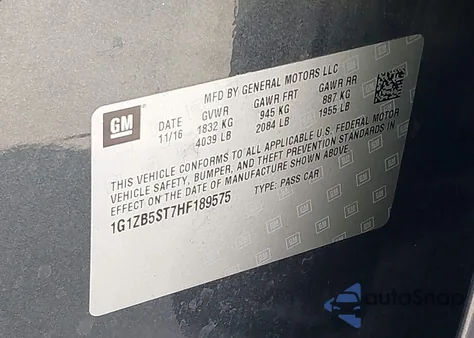 MFD BY GENERAL MOTORS LLC
GM
DATE GVWR GAWR FRT GAWR RR
11/16 1832 KG 945 KG 887 KG
4039 LB 2084 LB 1955 LB
THIS VEHICLE CONFORMS TO ALL APPLICABLE U.S. FEDERAL MOTOR
VEHICLE SAFETY, BUMPER, AND THEFT PREVENTION STANDARDS IN
EFFECT ON THE DATE OF MANUFACTURE SHOWN ABOVE.
1G1ZB5ST7HF189575 TYPE: PASS CAR
autoSnap